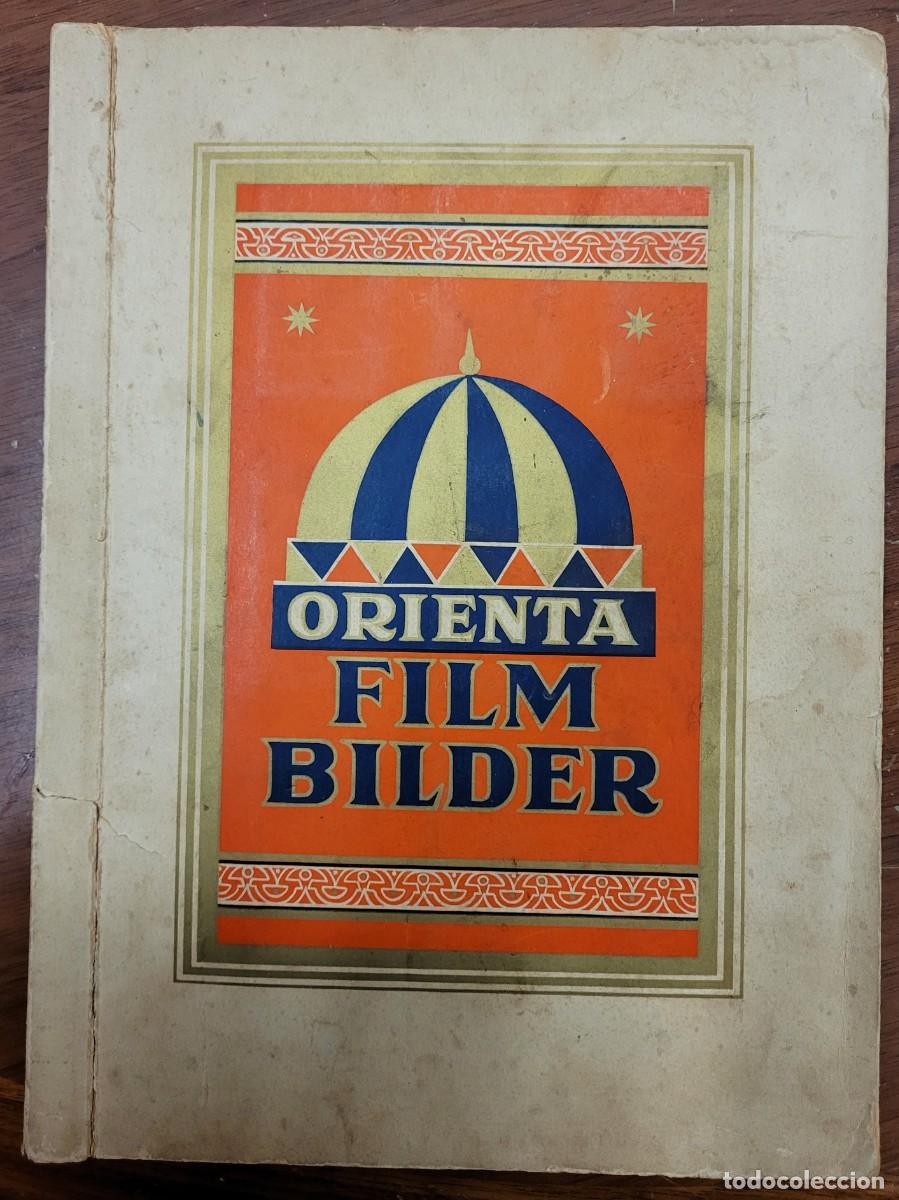 ORIENTA
FILM
BILDER
todocoleccion